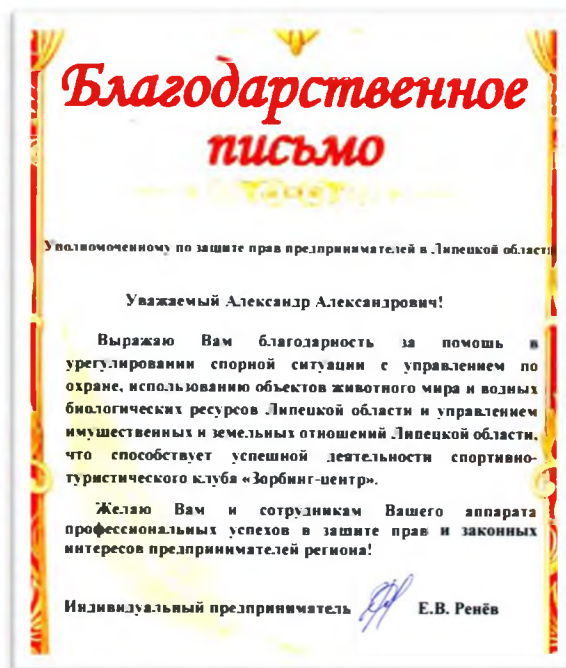 Благодарственное
письмо
Уполномоченному по защите прав предпринимателей в Липецкой области
Уважаемый Александр Александрович!
Выражаю Вам благодарность за помощь в
урегулировании спорной ситуации с управлением по
охране, использованию объектов животного мира и водных
биологических ресурсов Липецкой области и управлением
имущественных и земельных отношений Липецкой области,
что способствует успешной деятельности спортивно-
туристического клуба «Зорбинг-центр».
Желаю Вам и сотрудникам Вашего аппарата
профессиональных успехов в защите прав и законных
интересов предпринимателей региона!
Индивидуальный предприниматель Е.В. Ренёв